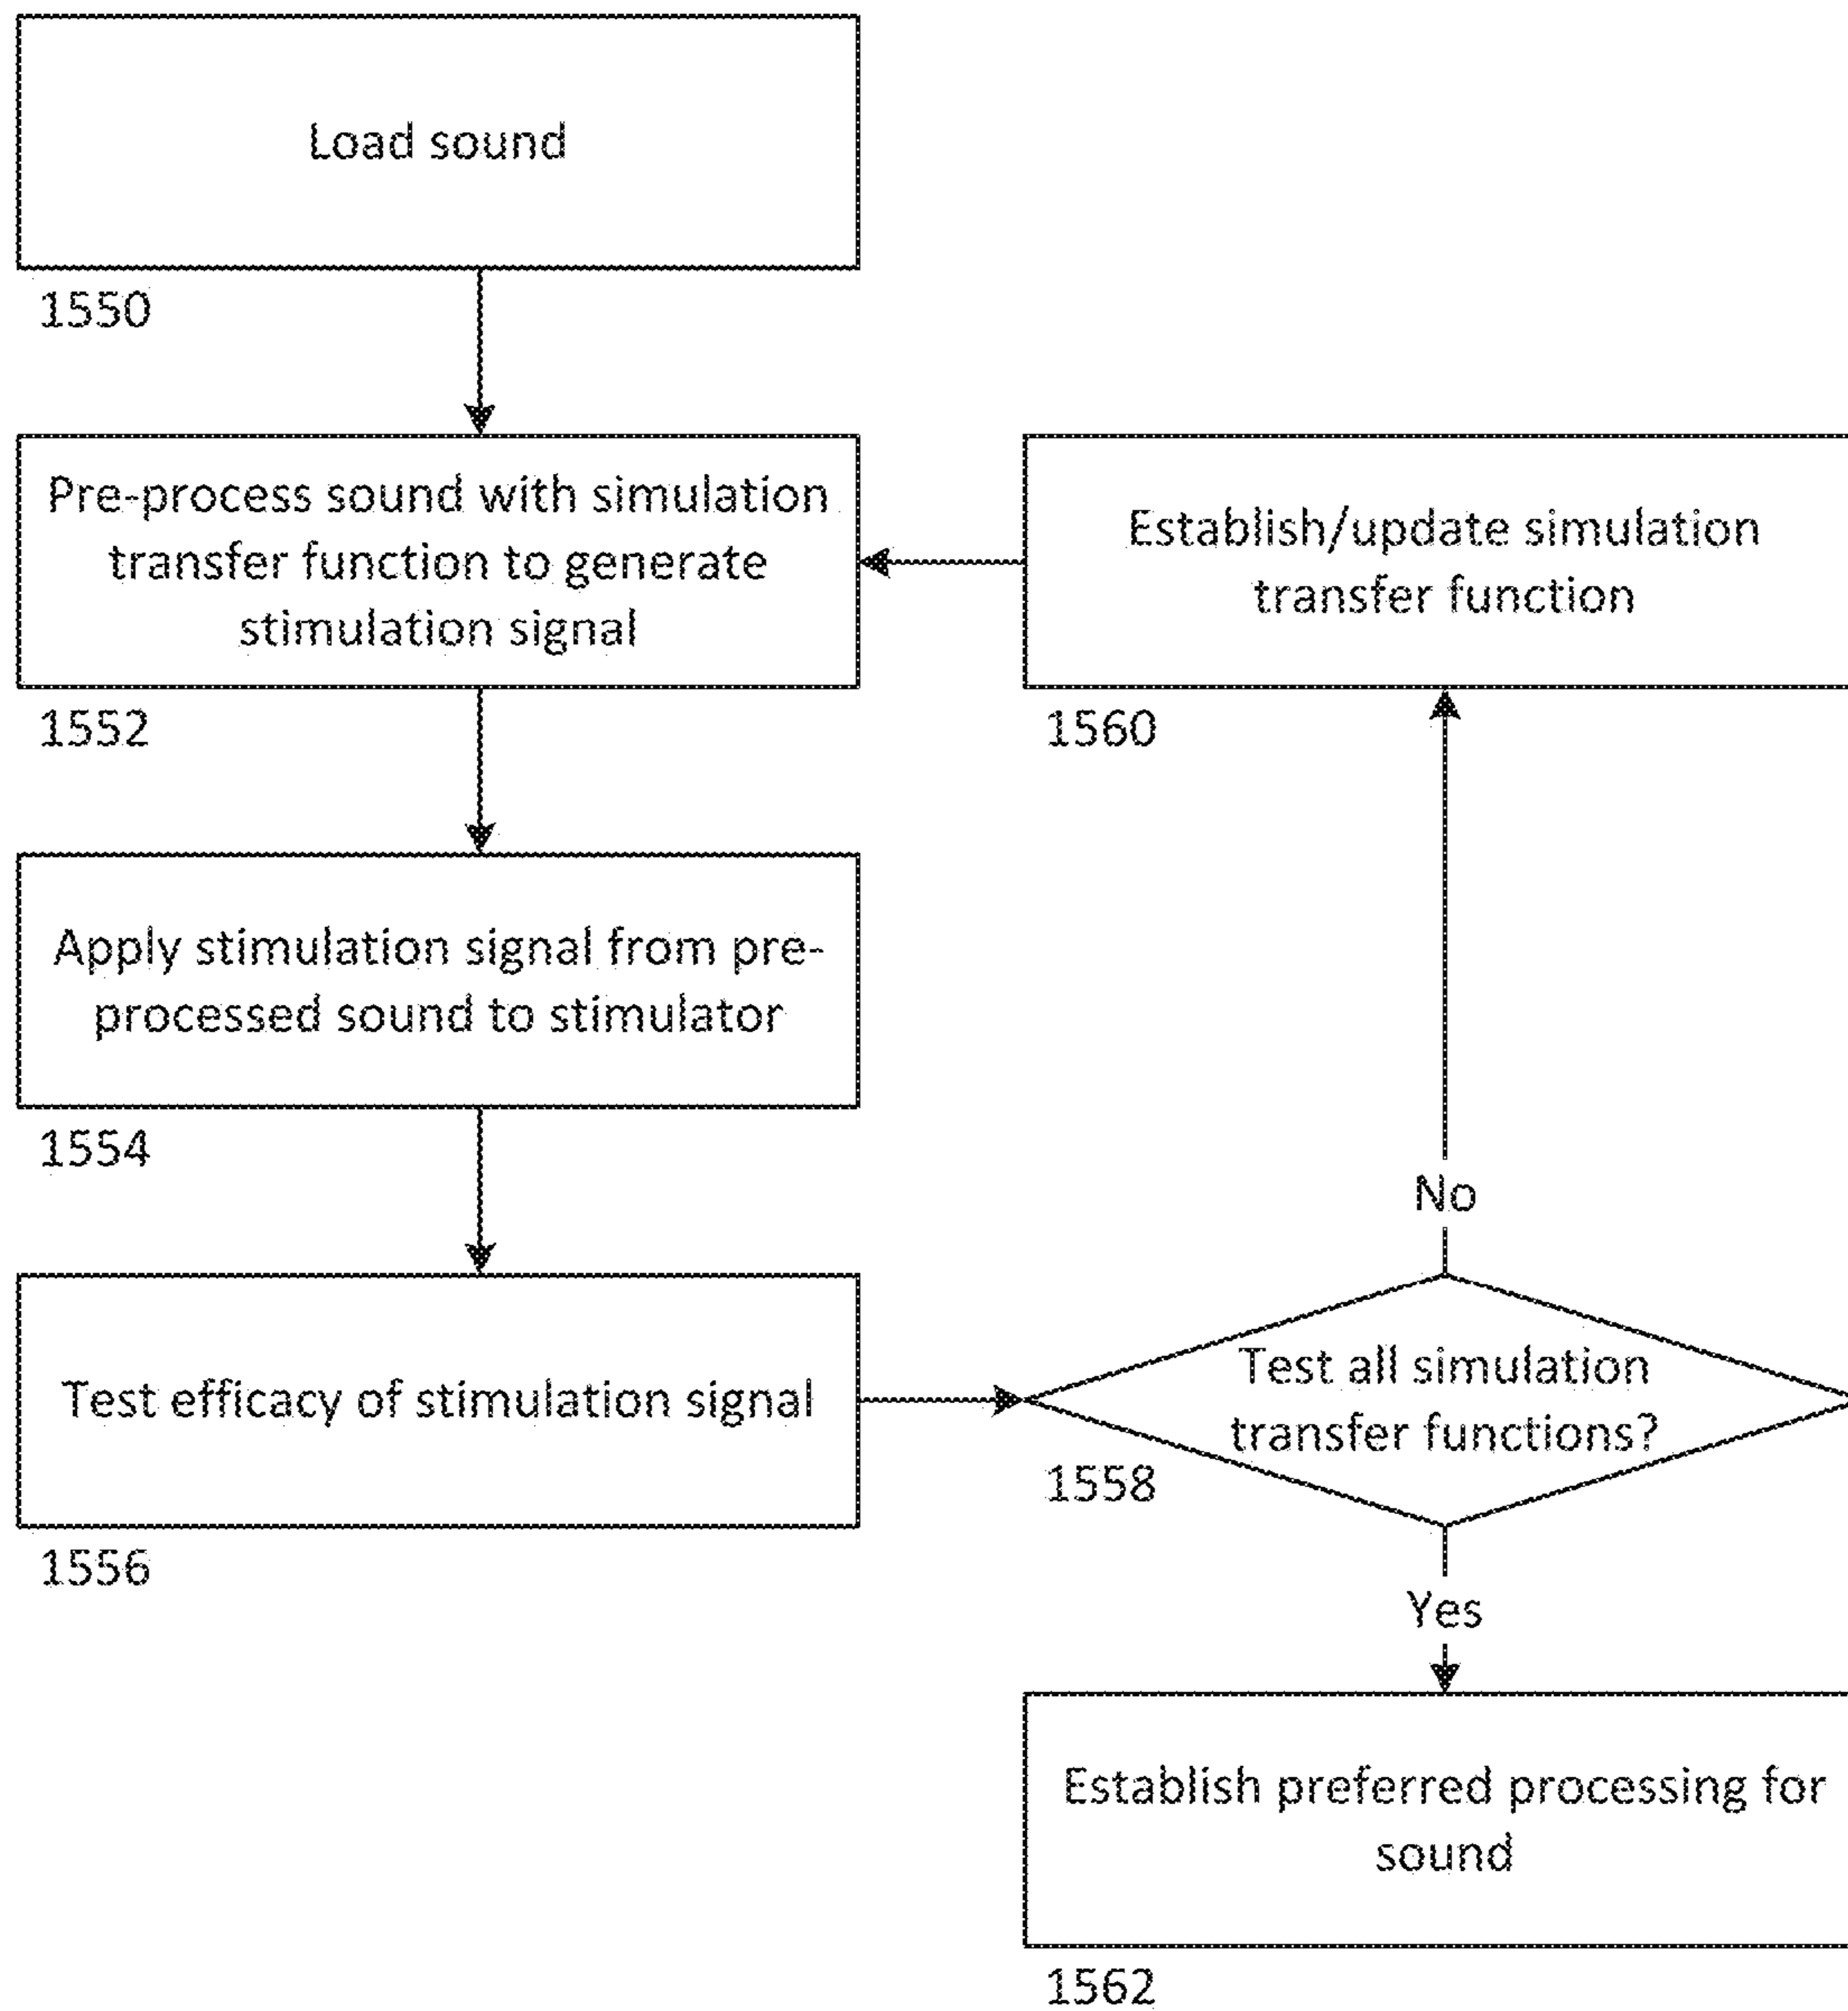 Load sound
1550
Pre-process sound with simulation
transfer function to generate
stimulation signal
1552
Establish/update simulation
transfer function
1560
Apply stimulation signal from pre-
processed sound to stimulator
1554
No
Test efficacy of stimulation signal
1556
Test all simulation
transfer functions?
1558
Yes
Establish preferred processing for
sound
1562